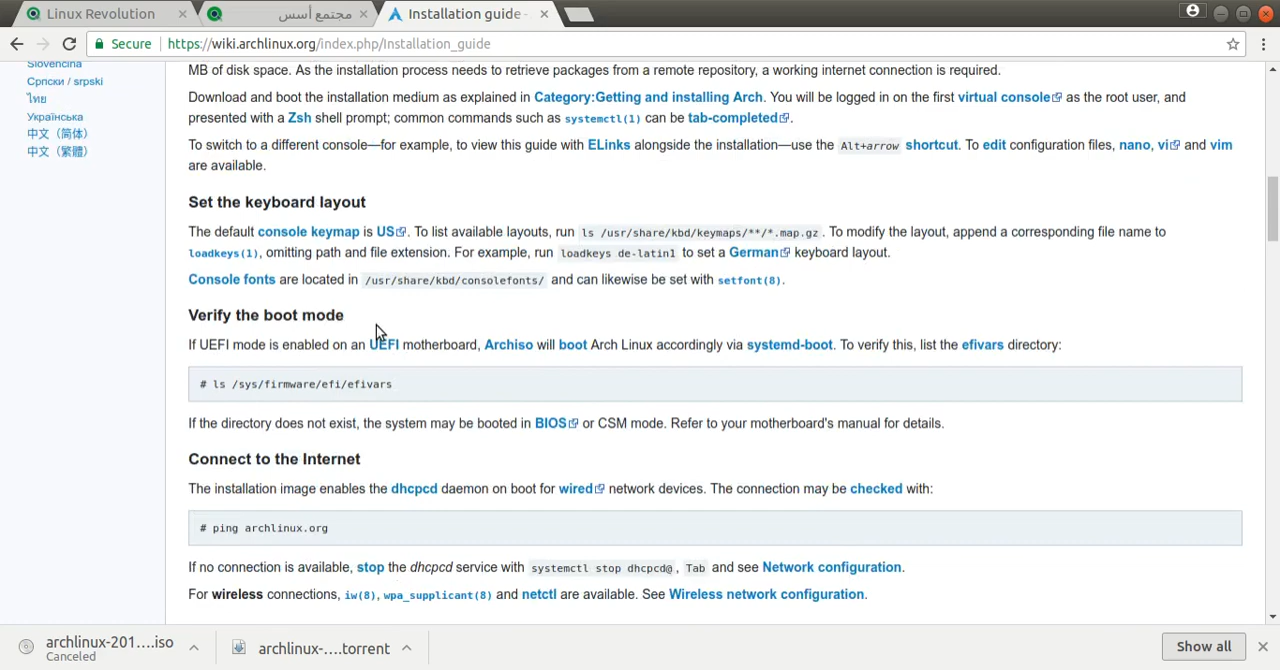 Linux Revolution
مجتمع أسس
Installation guide -
Secure
https://wiki.archlinux.org/index.php/Installation_guide
Slovenčina
Српски / srpski
ไทย
Українська
中文（简体）
中文（繁體）
MB of disk space. As the installation process needs to retrieve packages from a remote repository, a working internet connection is required.
Download and boot the installation medium as explained in Category:Getting and installing Arch. You will be logged in on the first virtual console as the root user, and
presented with a Zsh shell prompt; common commands such as systemctl(1) can be tab-completed.
To switch to a different console—for example, to view this guide with ELinks alongside the installation—use the Alt+arrow shortcut. To edit configuration files, nano, vi and vim
are available.
Set the keyboard layout
The default console keymap is US. To list available layouts, run ls /usr/share/kbd/keymaps/**/*.map.gz. To modify the layout, append a corresponding file name to
loadkeys(1), omitting path and file extension. For example, run loadkeys de-latin1 to set a German keyboard layout.
Console fonts are located in /usr/share/kbd/consolefonts/ and can likewise be set with setfont(8).
Verify the boot mode
If UEFI mode is enabled on an UEFI motherboard, Archiso will boot Arch Linux accordingly via systemd-boot. To verify this, list the efivars directory:
# ls /sys/firmware/efi/efivars
If the directory does not exist, the system may be booted in BIOS or CSM mode. Refer to your motherboard's manual for details.
Connect to the Internet
The installation image enables the dhcpcd daemon on boot for wired network devices. The connection may be checked with:
# ping archlinux.org
If no connection is available, stop the dhcpcd service with systemctl stop dhcpcd@, Tab and see Network configuration.
For wireless connections, iw(8), wpa_supplicant(8) and netctl are available. See Wireless network configuration.
archlinux-201....iso
Canceled
archlinux-....torrent
Show all